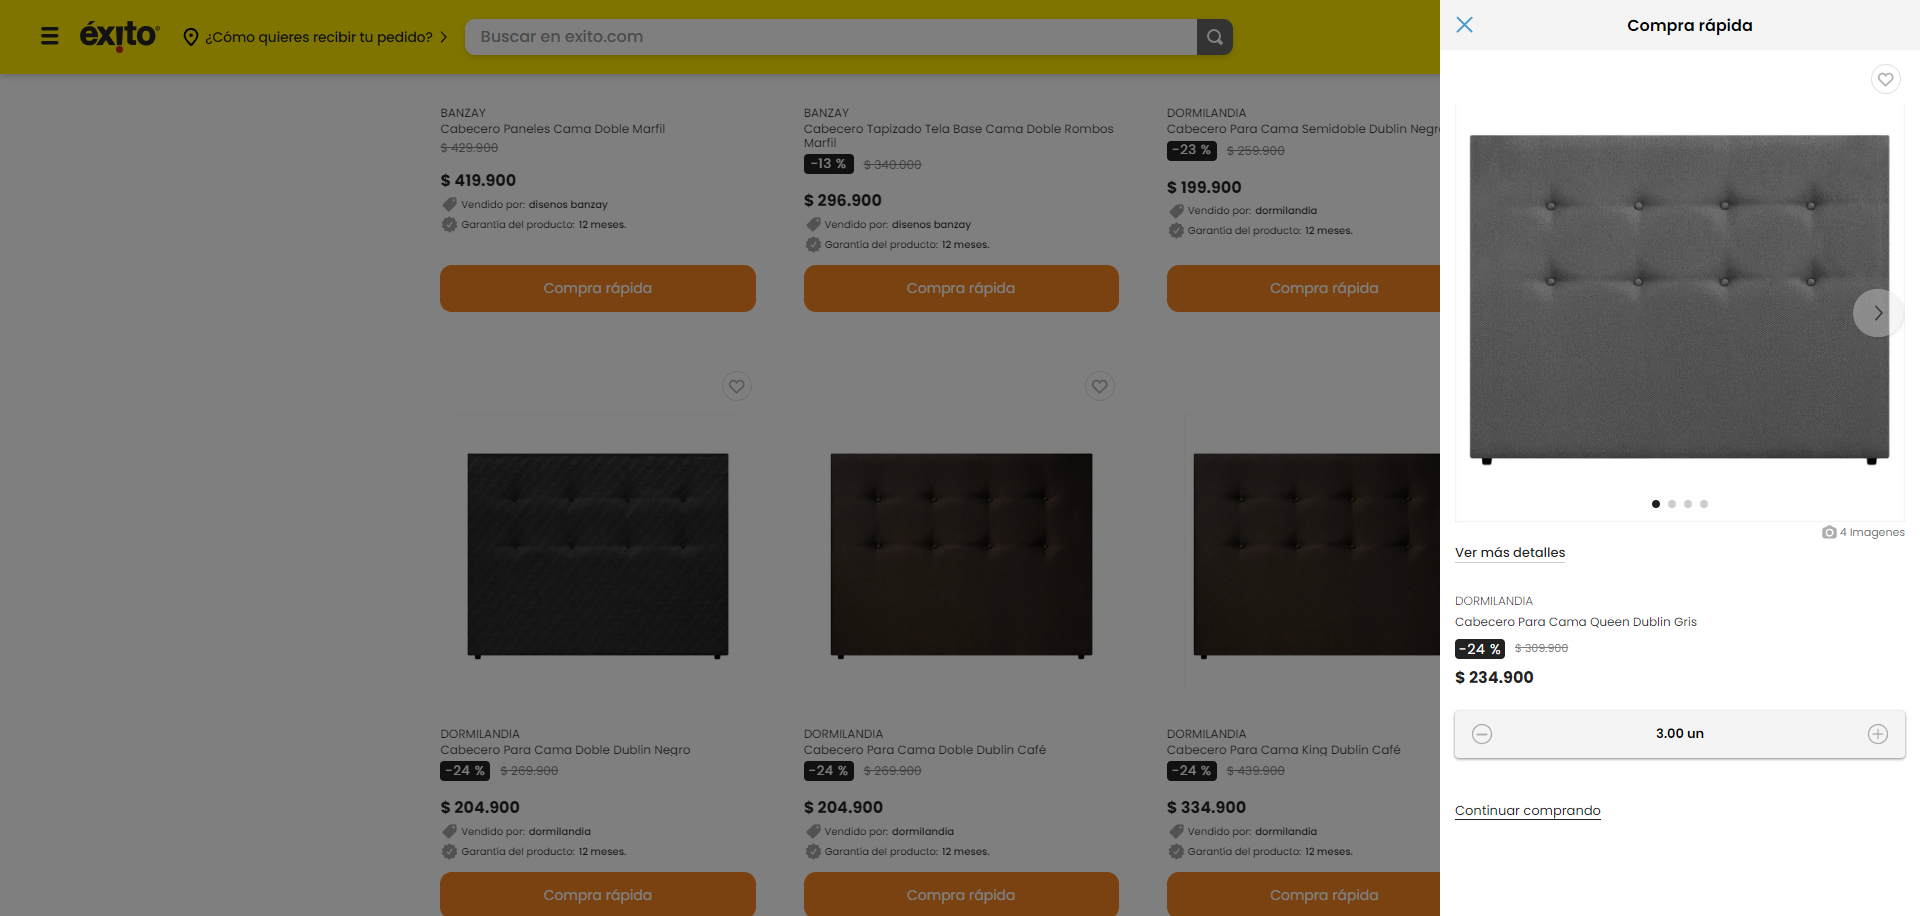 éxito
¿Cómo quieres recibir tu pedido?
Buscar en exito.com
BANZAY
Cabecero Paneles Cama Doble Marfil
$ 429.900
$ 419.900
Vendido por: disenos banzay
Garantía del producto: 12 meses.
Compra rápida
BANZAY
Cabecero Tapizado Tela Base Cama Doble Rombos
Marfil
-13 % $ 340.000
$ 296.900
Vendido por: disenos banzay
Garantía del producto: 12 meses.
Compra rápida
DORMILANDIA
Cabecero Para Cama Semidoble Dublin Negro
-23 % $ 259.900
$ 199.900
Vendido por: dormilandia
Garantía del producto: 12 meses.
Compra rápida
DORMILANDIA
Cabecero Para Cama Doble Dublin Negro
-24 % $ 269.900
$ 204.900
Vendido por: dormilandia
Garantía del producto: 12 meses.
Compra rápida
DORMILANDIA
Cabecero Para Cama Doble Dublin Café
-24 % $ 269.900
$ 204.900
Vendido por: dormilandia
Garantía del producto: 12 meses.
Compra rápida
DORMILANDIA
Cabecero Para Cama King Dublin Café
-24 % $ 439.900
$ 334.900
Vendido por: dormilandia
Garantía del producto: 12 meses.
Compra rápida
Compra rápida
4 Imagenes
Ver más detalles
DORMILANDIA
Cabecero Para Cama Queen Dublin Gris
-24 % $ 309.900
$ 234.900
3.00 un
Continuar comprando